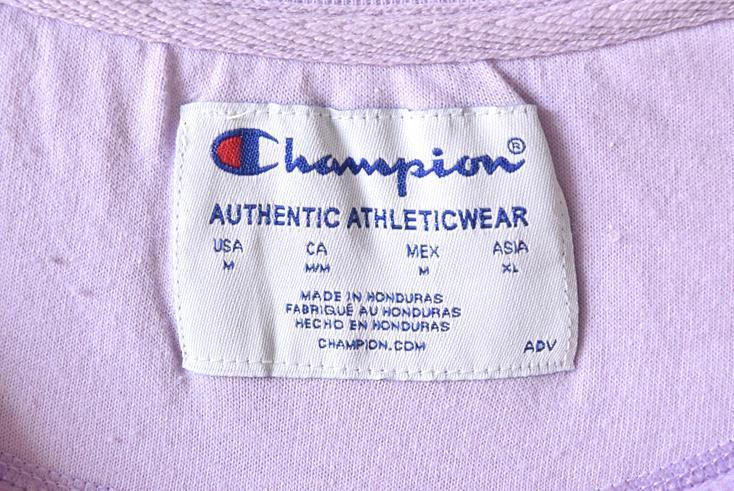 Champion®
AUTHENTIC ATHLETICWEAR
USA CA MEX ASIA
M M/M M XL
MADE IN HONDURAS
FABRIQUÉ AU HONDURAS
HECHO EN HONDURAS
CHAMPION.COM ADV